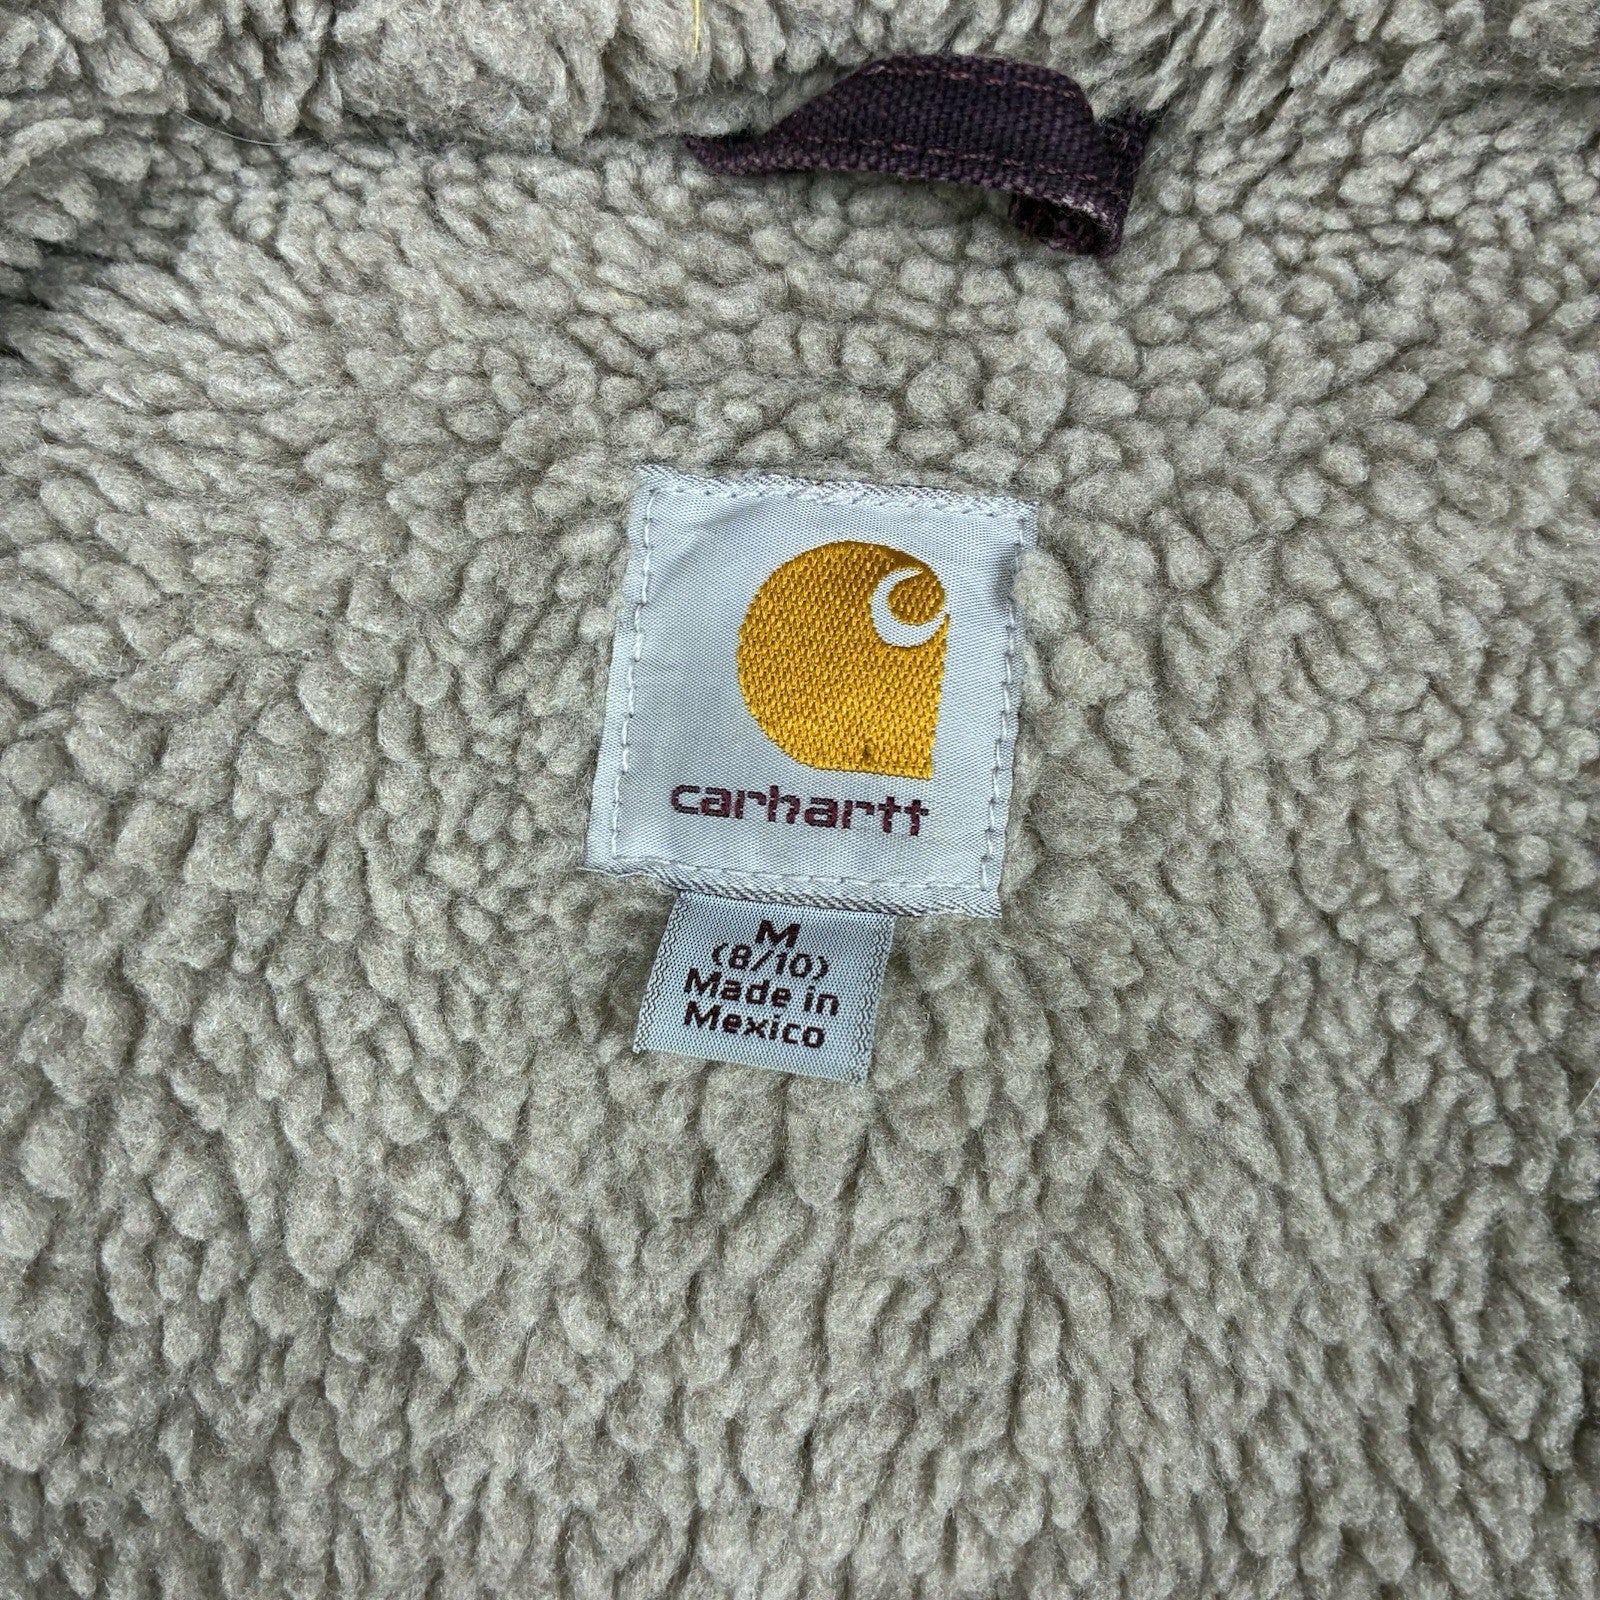 carhartt
M
(8/10)
Made in
Mexico